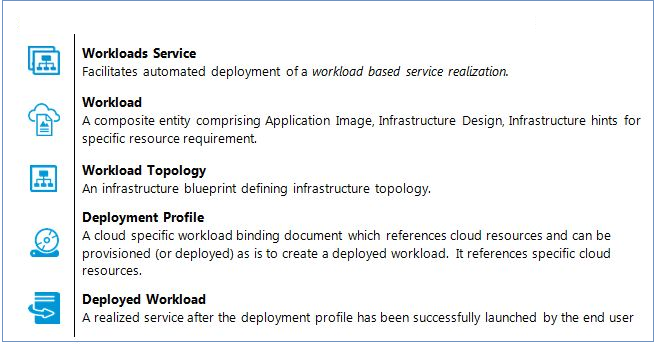 Workloads Service
Facilitates automated deployment of a workload based service realization.
Workload
A composite entity comprising Application Image, Infrastructure Design, Infrastructure hints for
specific resource requirement.
Workload Topology
An infrastructure blueprint defining infrastructure topology.
Deployment Profile
A cloud specific workload binding document which references cloud resources and can be
provisioned (or deployed) as is to create a deployed workload. It references specific cloud
resources.
Deployed Workload
A realized service after the deployment profile has been successfully launched by the end user